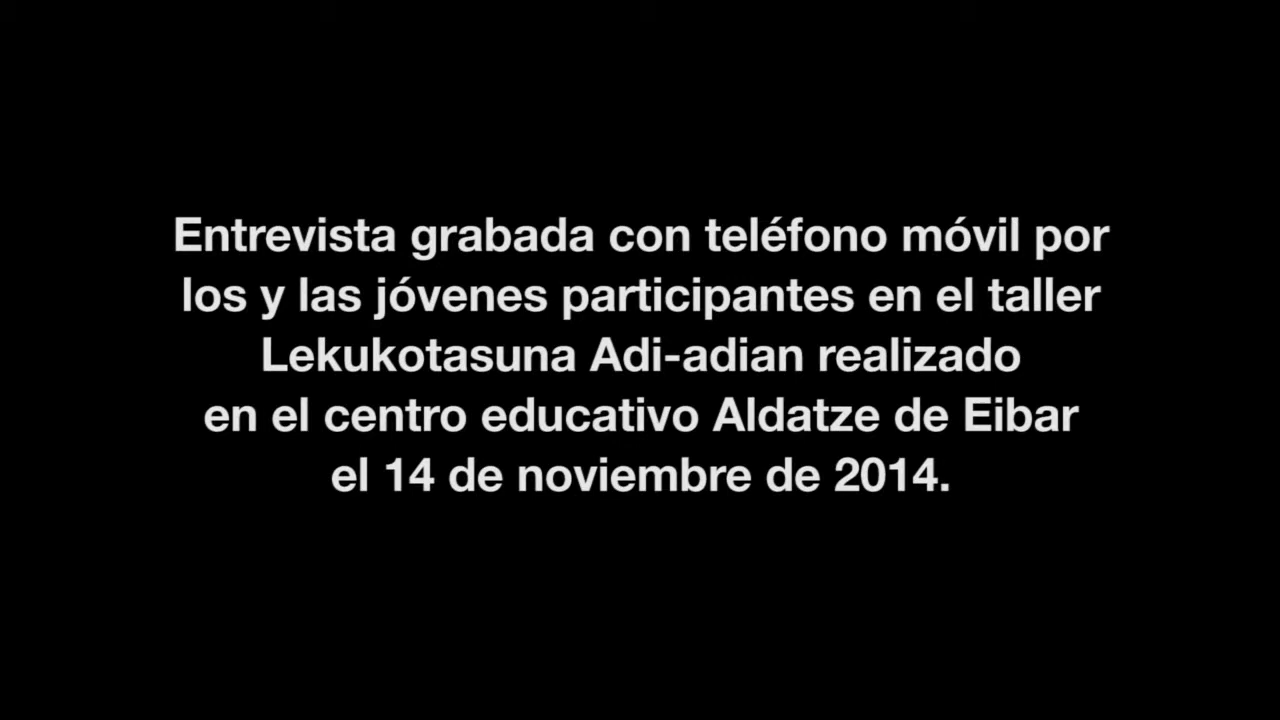 Entrevista grabada con teléfono móvil por
los y las jóvenes participantes en el taller
Lekukotasuna Adi-adian realizado
en el centro educativo Aldatze de Eibar
el 14 de noviembre de 2014.